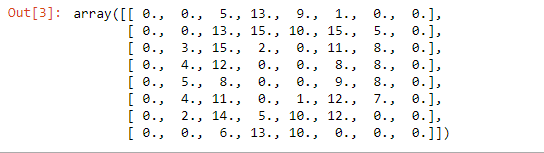 Out[3]: array([[ 0., 0., 5., 13., 9., 1., 0., 0.],
[ 0., 0., 13., 15., 10., 15., 5., 0.],
[ 0., 3., 15., 2., 0., 11., 8., 0.],
[ 0., 4., 12., 0., 0., 8., 8., 0.],
[ 0., 5., 8., 0., 0., 9., 8., 0.],
[ 0., 4., 11., 0., 1., 12., 7., 0.],
[ 0., 2., 14., 5., 10., 12., 0., 0.],
[ 0., 0., 6., 13., 10., 0., 0., 0.]])